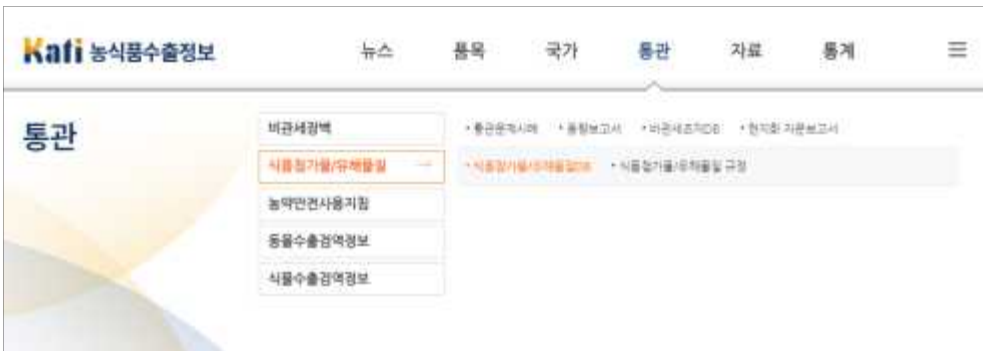 Kati 농식품수출정보
뉴스 품목 국가 통관 자료 통계
통관
비관세장벽
• 통관문제사례 • 동향보고서 • 비관세조치DB • 현지화 자문보고서
식품첨가물/유해물질 →
• 식품첨가물/유해물질DB • 식품첨가물/유해물질 규정
농약안전사용지침
동물수출검역정보
식물수출검역정보